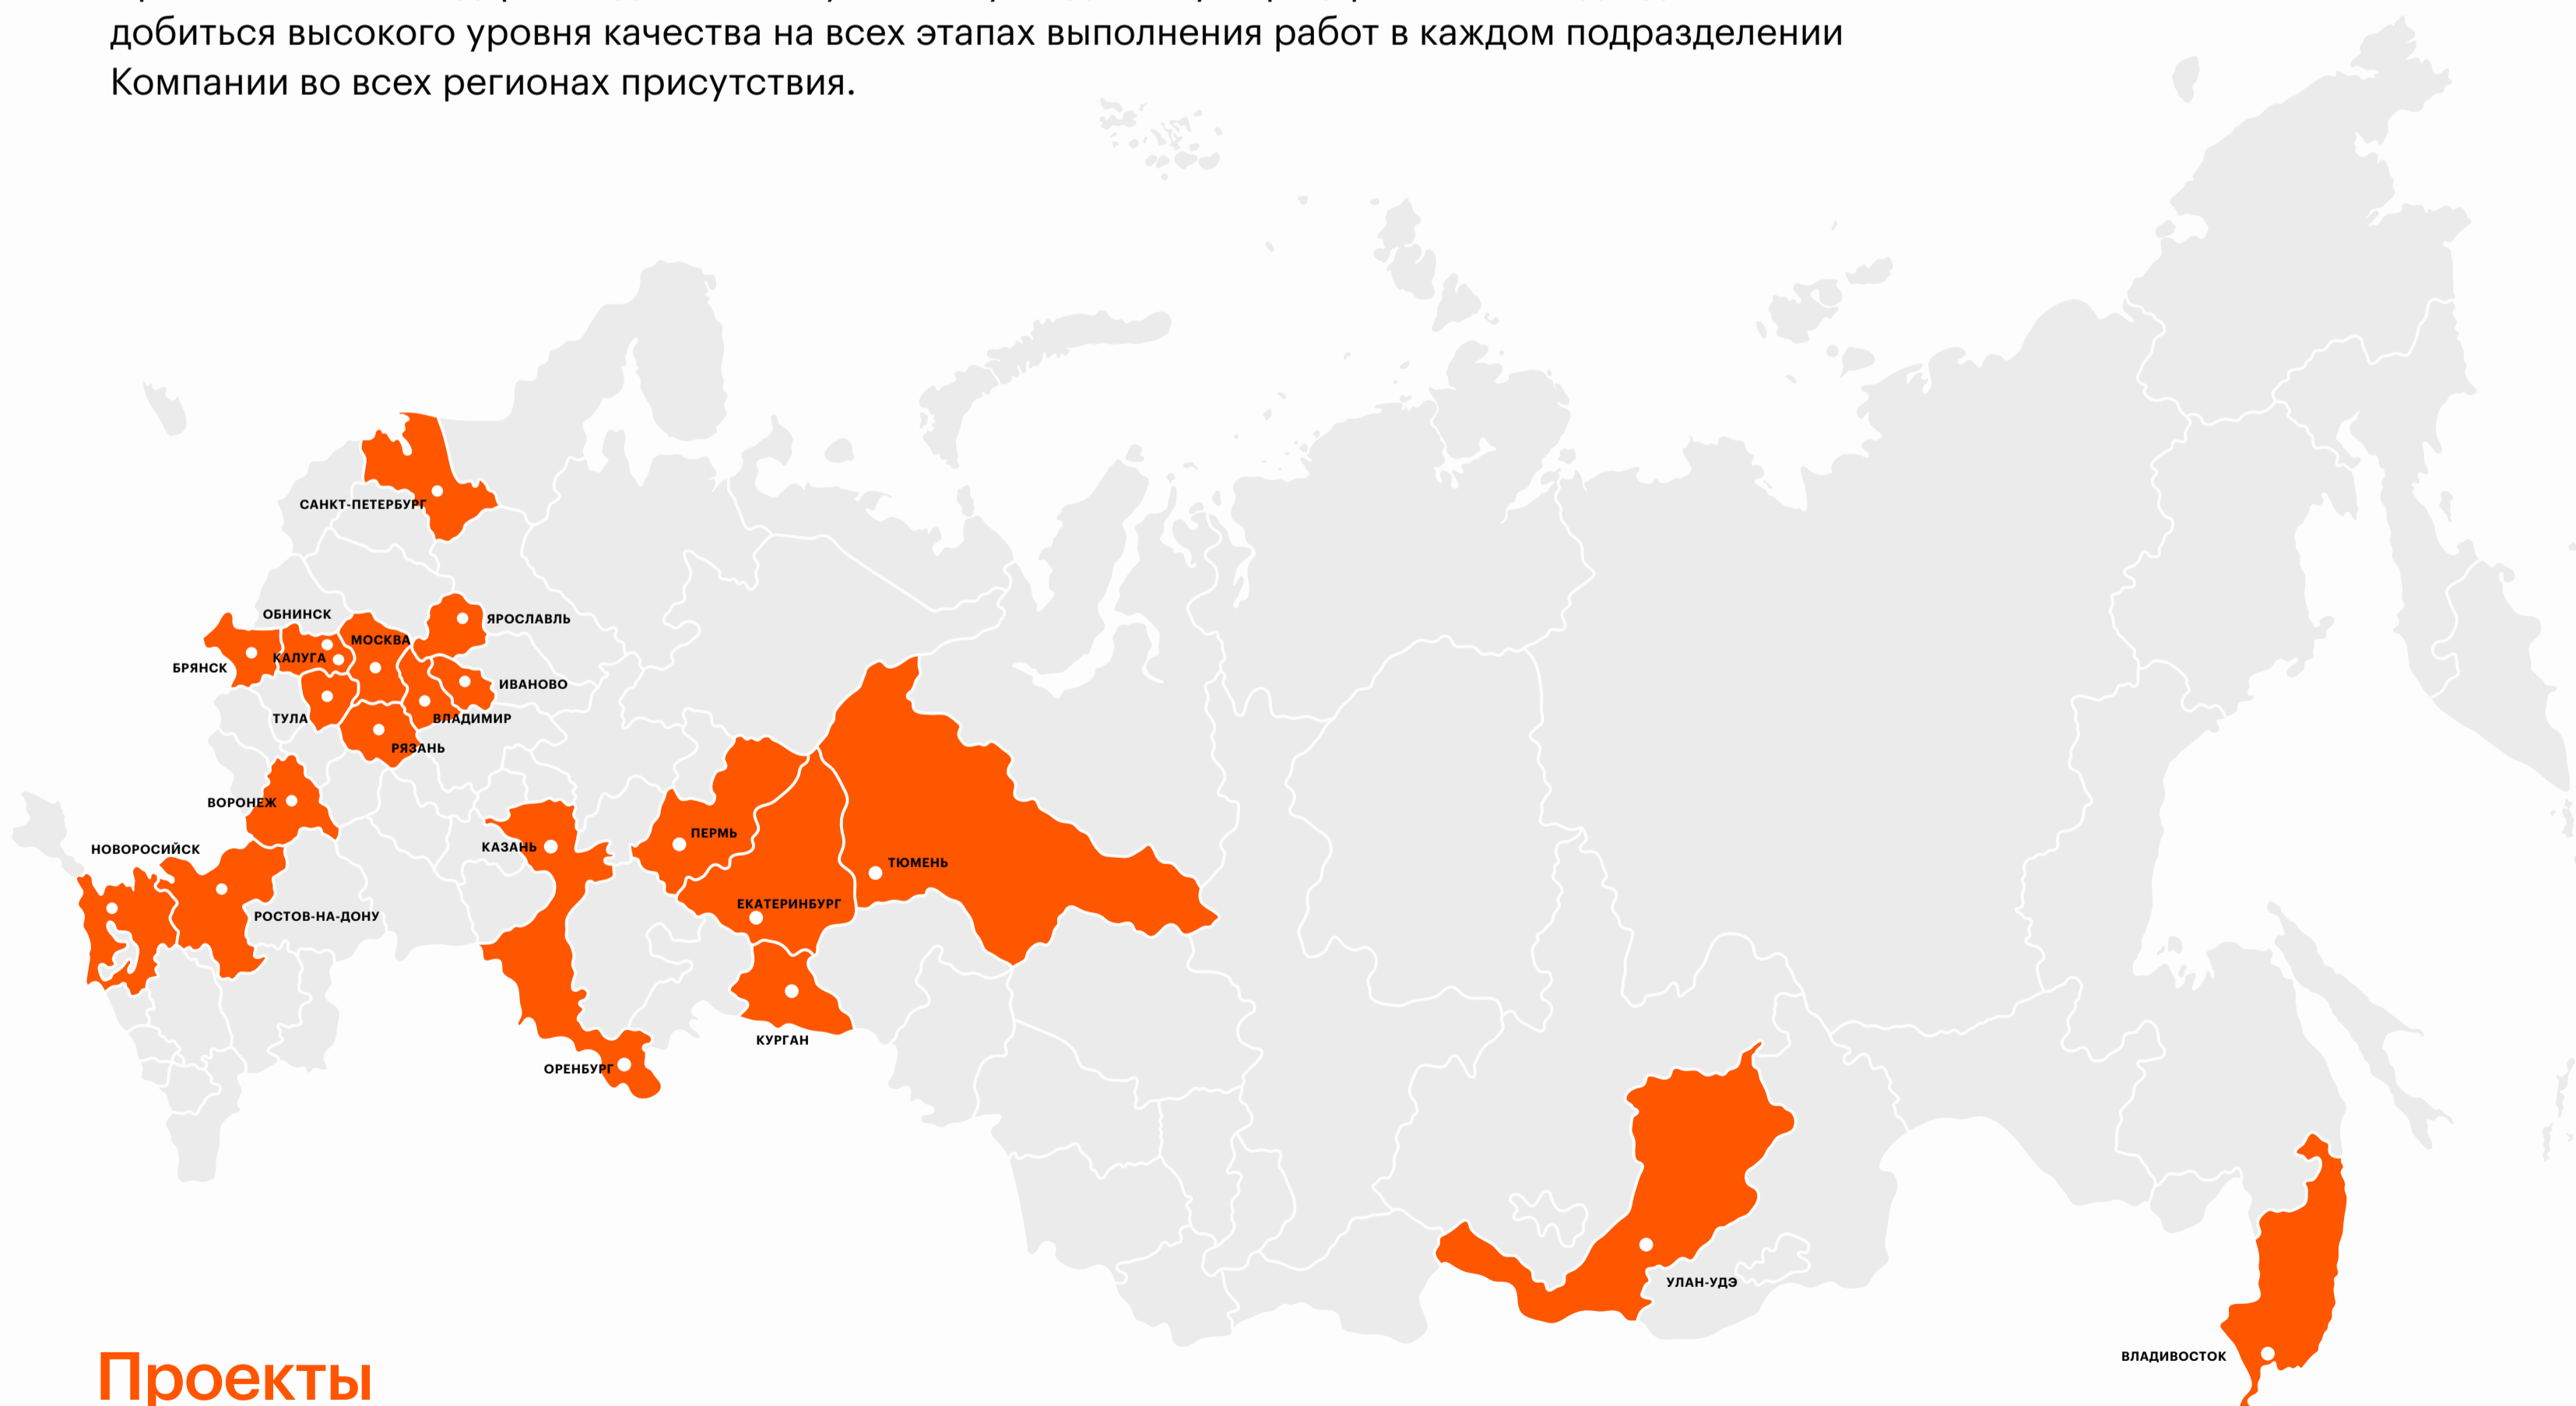 добиться высокого уровня качества на всех этапах выполнения работ в каждом подразделении
Компании во всех регионах присутствия.
САНКТ-ПЕТЕРБУРГ
ОБНИНСК
ЯРОСЛАВЛЬ
МОСКВА
КАЛУГА
БРЯНСК
ИВАНОВО
ТУЛА
ВЛАДИМИР
РЯЗАНЬ
ВОРОНЕЖ
ПЕРМЬ
КАЗАНЬ
НОВОРОСИЙСК
ТЮМЕНЬ
ЕКАТЕРИНБУРГ
РОСТОВ-НА-ДОНУ
КУРГАН
ОРЕНБУРГ
УЛАН-УДЭ
ВЛАДИВОСТОК
Проекты